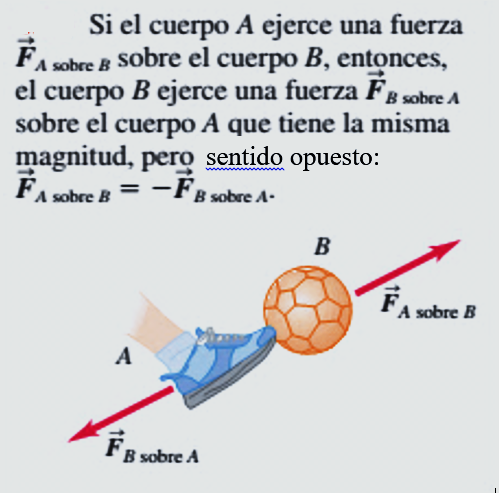 Si el cuerpo A ejerce una fuerza
F⃗ A sobre B sobre el cuerpo B, entonces,
el cuerpo B ejerce una fuerza F⃗ B sobre A
sobre el cuerpo A que tiene la misma
magnitud, pero sentido opuesto:
F⃗ A sobre B = −F⃗ B sobre A.
B
F⃗ A sobre B
A
F⃗ B sobre A